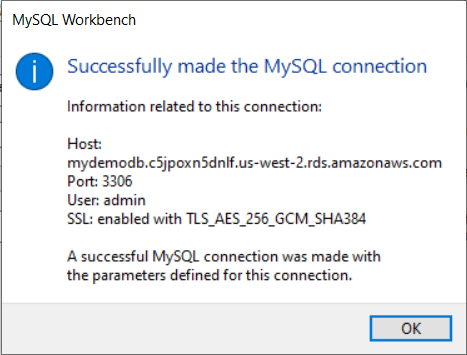 MySQL Workbench
Successfully made the MySQL connection
Information related to this connection:
Host:
mydemodb.c5jpoxn5dnlf.us-west-2.rds.amazonaws.com
Port: 3306
User: admin
SSL: enabled with TLS_AES_256_GCM_SHA384
A successful MySQL connection was made with
the parameters defined for this connection.
OK